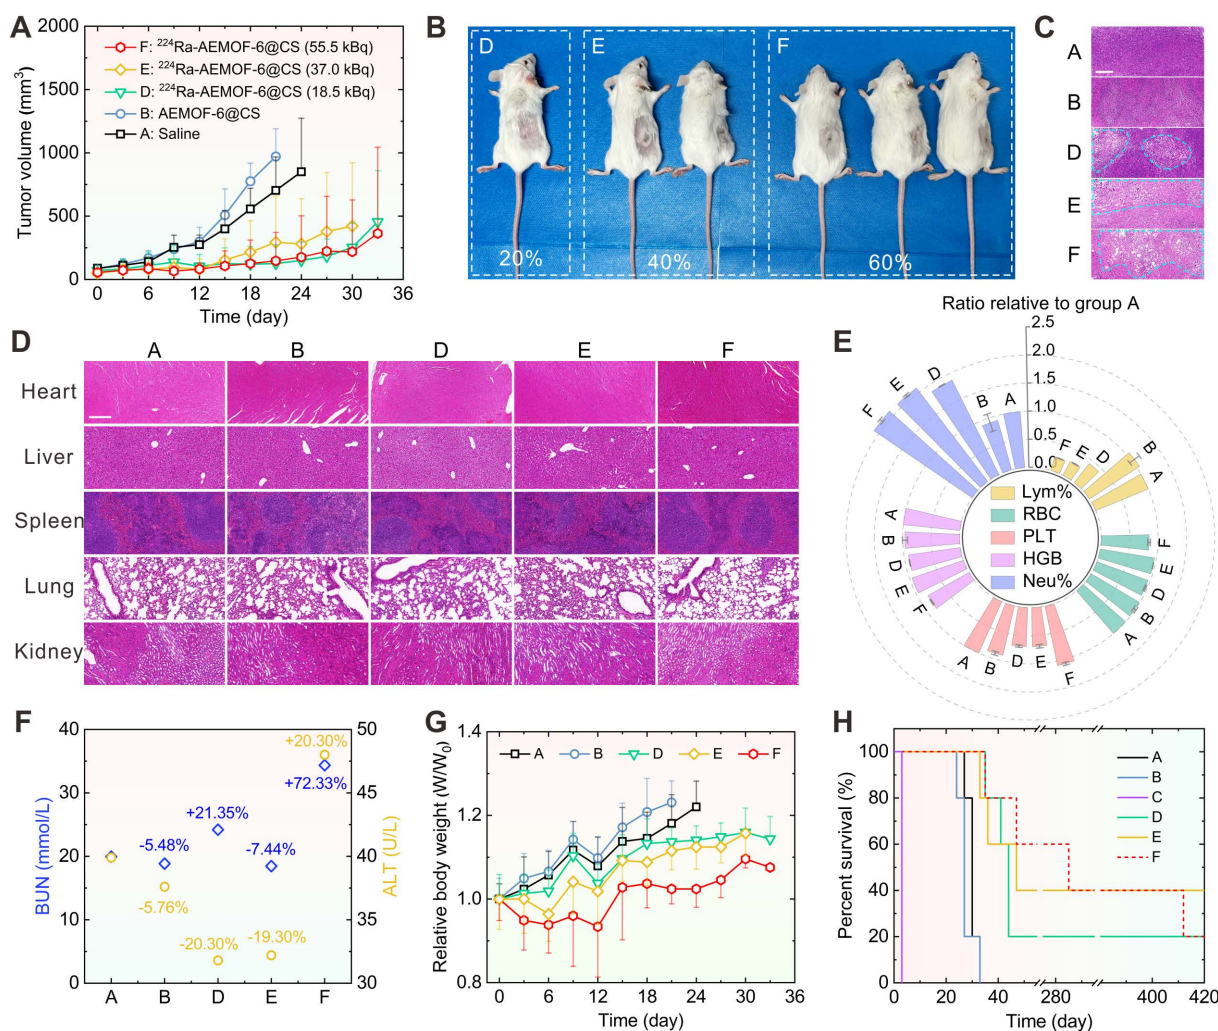 A
Tumor volume (mm³)
2000
1500
1000
500
0
F: ²²⁴Ra-AEMOF-6@CS (55.5 kBq)
E: ²²⁴Ra-AEMOF-6@CS (37.0 kBq)
D: ²²⁴Ra-AEMOF-6@CS (18.5 kBq)
B: AEMOF-6@CS
A: Saline
0 6 12 18 24 30 36
Time (day)
B
D E F
20% 40% 60%
C
A
B
D
E
F
D
A B D E F
Heart
Liver
Spleen
Lung
Kidney
E
Ratio relative to group A
2.5
2.0
1.5
1.0
0.5
0.0
F E D B A
F E D B A
F E D B A
A B D E F
A B D E F
Lym%
RBC
PLT
HGB
Neu%
F
BUN (mmol/L)
40
30
20
10
0
ALT (U/L)
50
45
40
35
30
+20.30%
+72.33%
+21.35%
-5.48%
-7.44%
-5.76%
-20.30%
-19.30%
A B D E F
G
Relative body weight (W/W₀)
1.4
1.2
1.0
0.8
A B D E F
0 6 12 18 24 30 36
Time (day)
H
Percent survival (%)
100
80
60
40
20
0
A
B
C
D
E
F
0 20 40 280 400 420
Time (day)